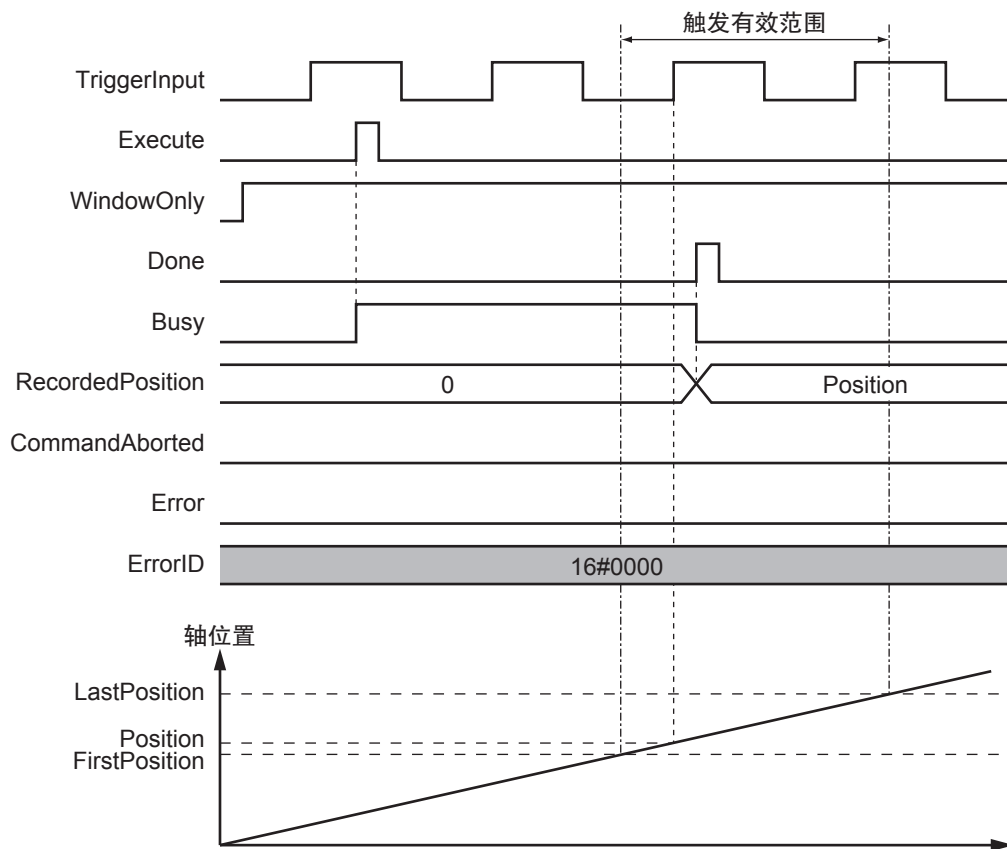 触发有效范围
TriggerInput
Execute
WindowOnly
Done
Busy
RecordedPosition
0
Position
CommandAborted
Error
ErrorID
16#0000
轴位置
LastPosition
Position
FirstPosition